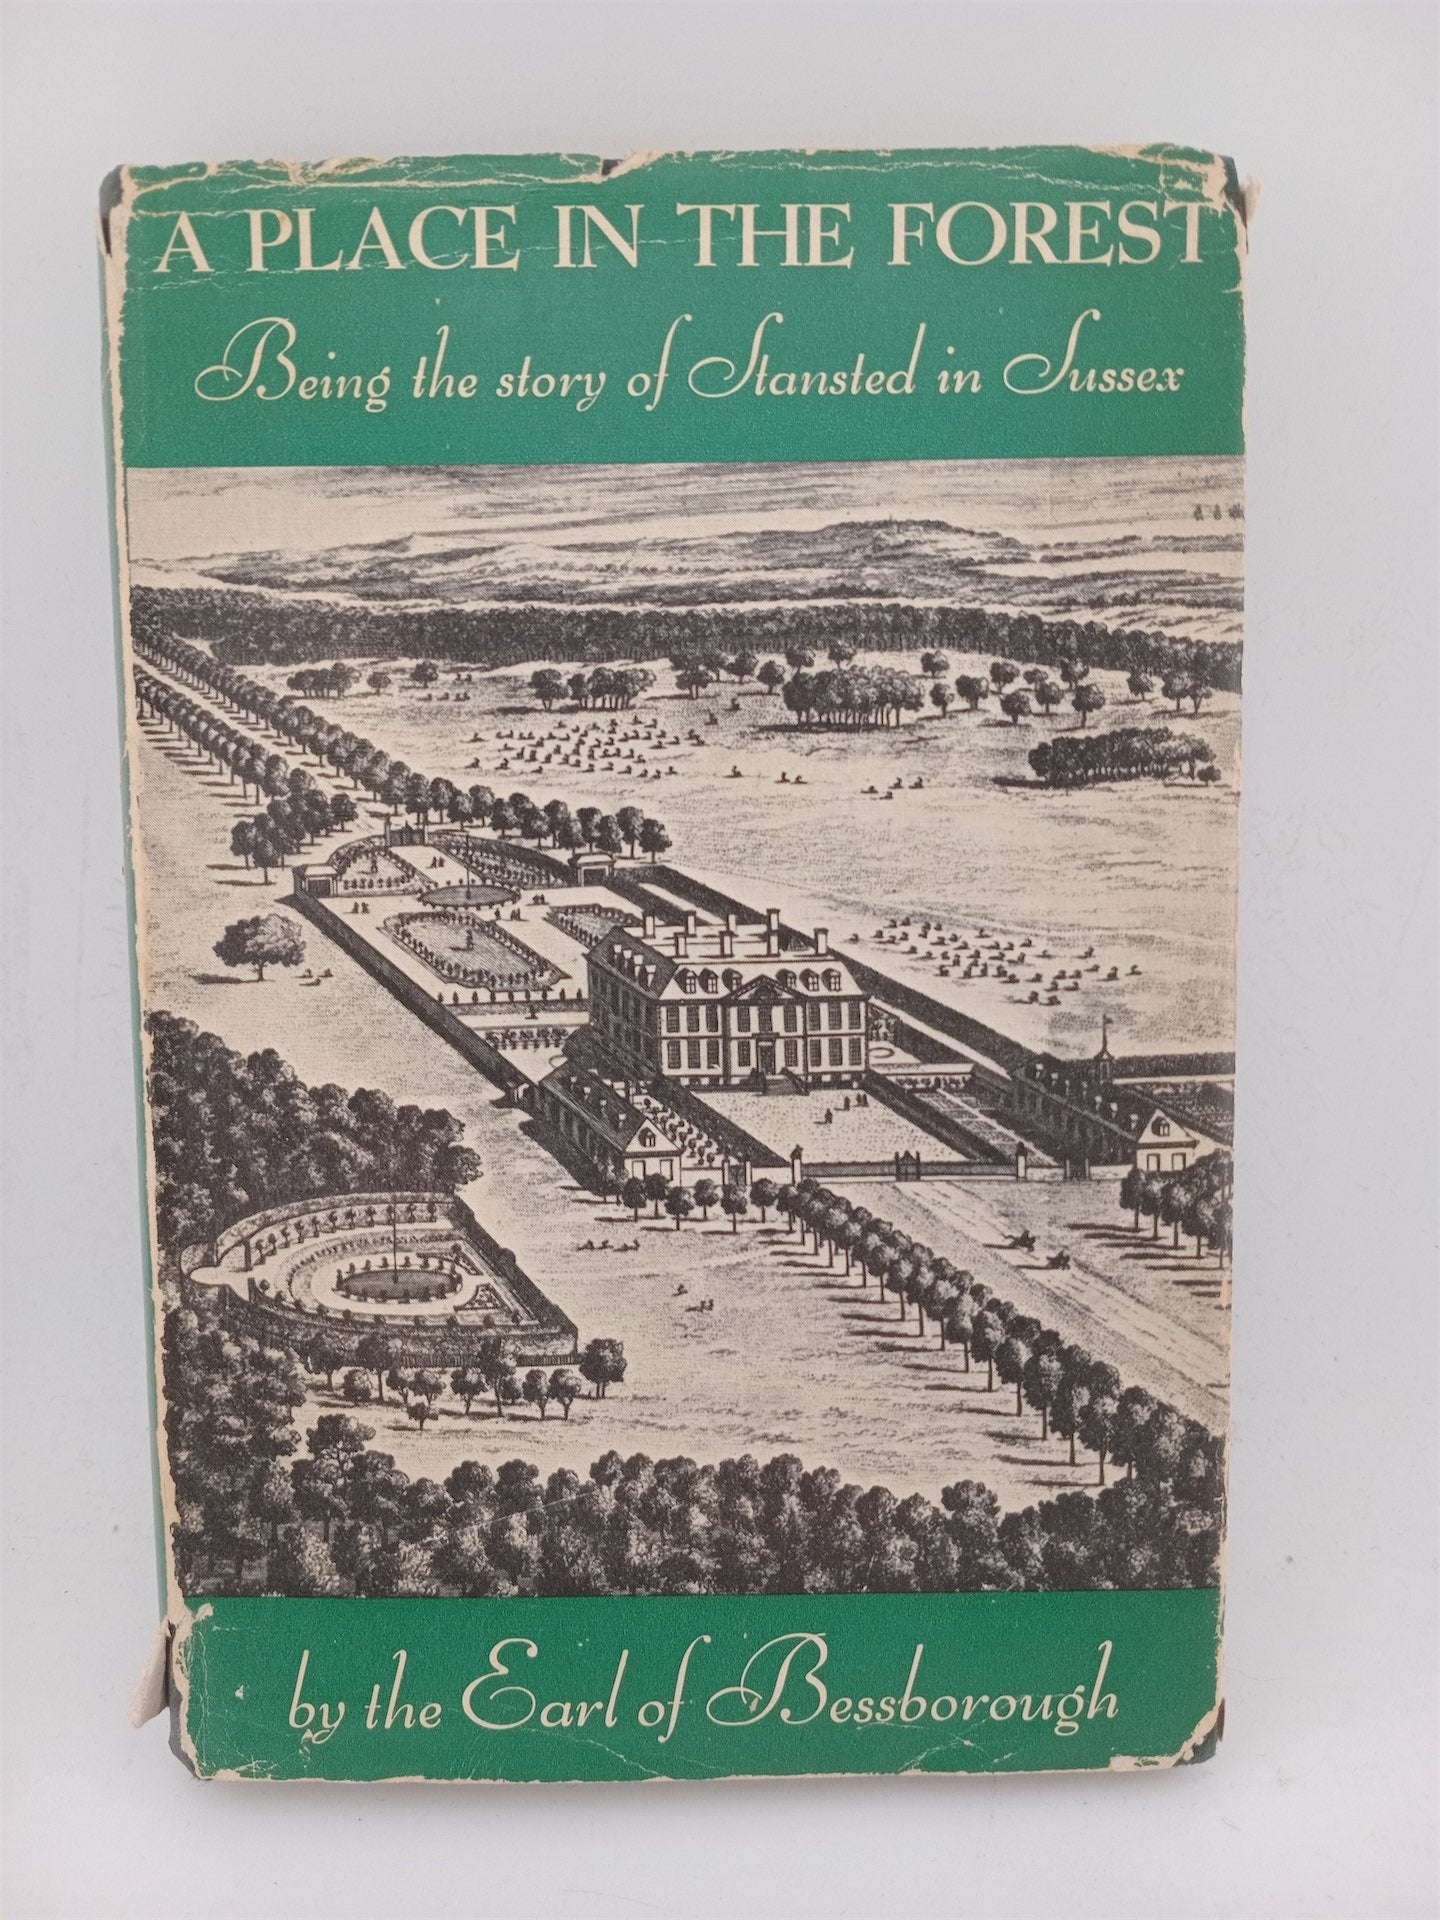 A PLACE IN THE FOREST
Being the story of Stansted in Sussex
by the Earl of Bessborough